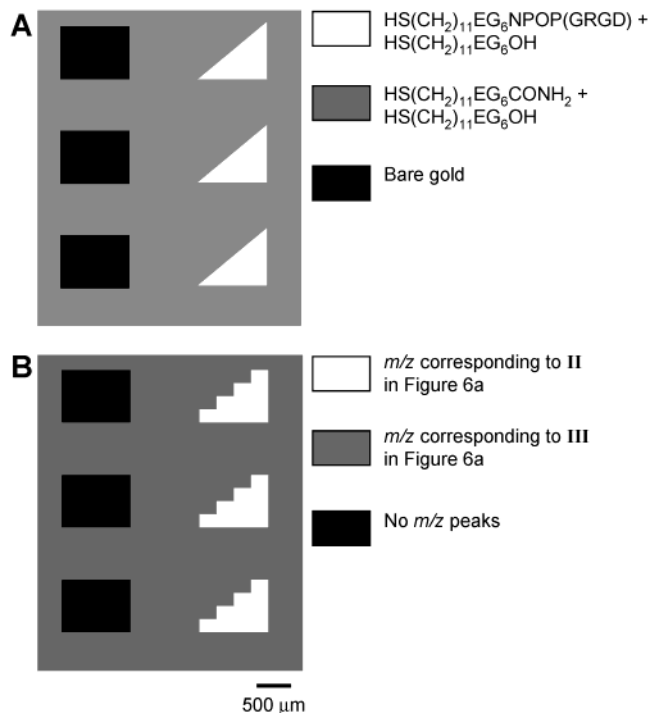 A
HS(CH₂)₁₁EG₆NPOP(GRGD) +
HS(CH₂)₁₁EG₆OH
HS(CH₂)₁₁EG₆CONH₂ +
HS(CH₂)₁₁EG₆OH
Bare gold
B
m/z corresponding to II
in Figure 6a
m/z corresponding to III
in Figure 6a
No m/z peaks
500 μm